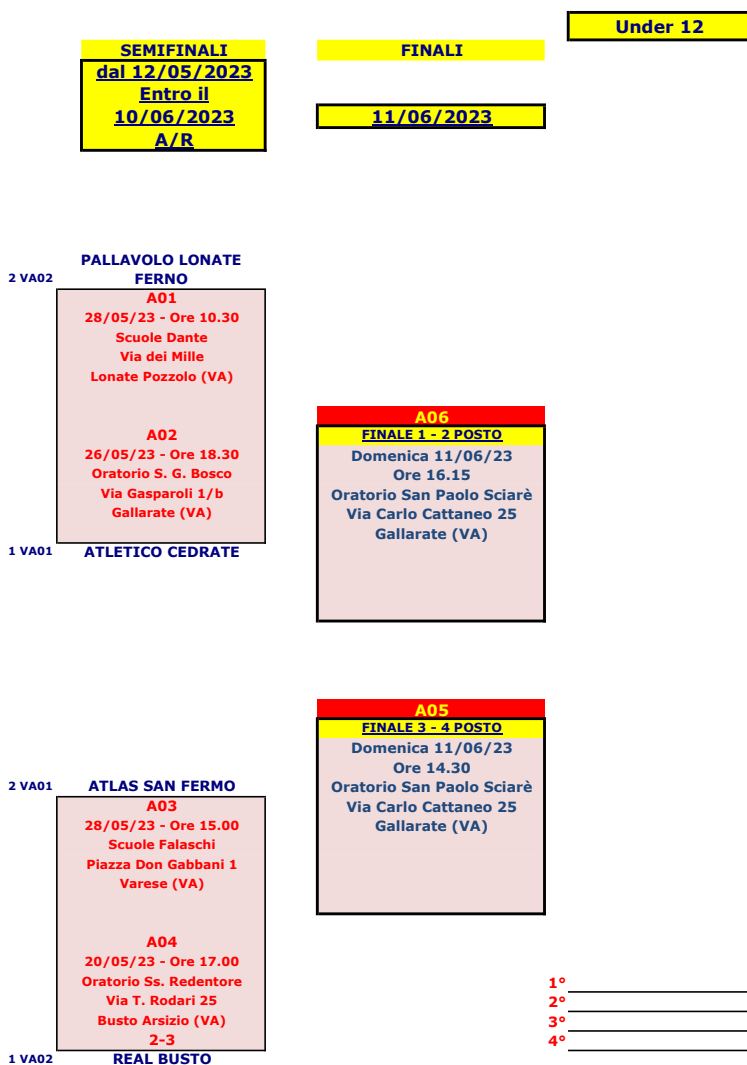 Under 12
SEMIFINALI
FINALI
dal 12/05/2023
Entro il
10/06/2023
A/R
11/06/2023
PALLAVOLO LONATE
2 VA02 FERNO
A01
28/05/23 - Ore 10.30
Scuole Dante
Via dei Mille
Lonate Pozzolo (VA)
A02
26/05/23 - Ore 18.30
Oratorio S. G. Bosco
Via Gasparoli 1/b
Gallarate (VA)
1 VA01 ATLETICO CEDRATE
A06
FINALE 1 - 2 POSTO
Domenica 11/06/23
Ore 16.15
Oratorio San Paolo Sciarè
Via Carlo Cattaneo 25
Gallarate (VA)
A05
FINALE 3 - 4 POSTO
Domenica 11/06/23
Ore 14.30
Oratorio San Paolo Sciarè
Via Carlo Cattaneo 25
Gallarate (VA)
2 VA01 ATLAS SAN FERMO
A03
28/05/23 - Ore 15.00
Scuole Falaschi
Piazza Don Gabbani 1
Varese (VA)
A04
20/05/23 - Ore 17.00
Oratorio Ss. Redentore
Via T. Rodari 25
Busto Arsizio (VA)
2-3
1 VA02 REAL BUSTO
1°
2°
3°
4°